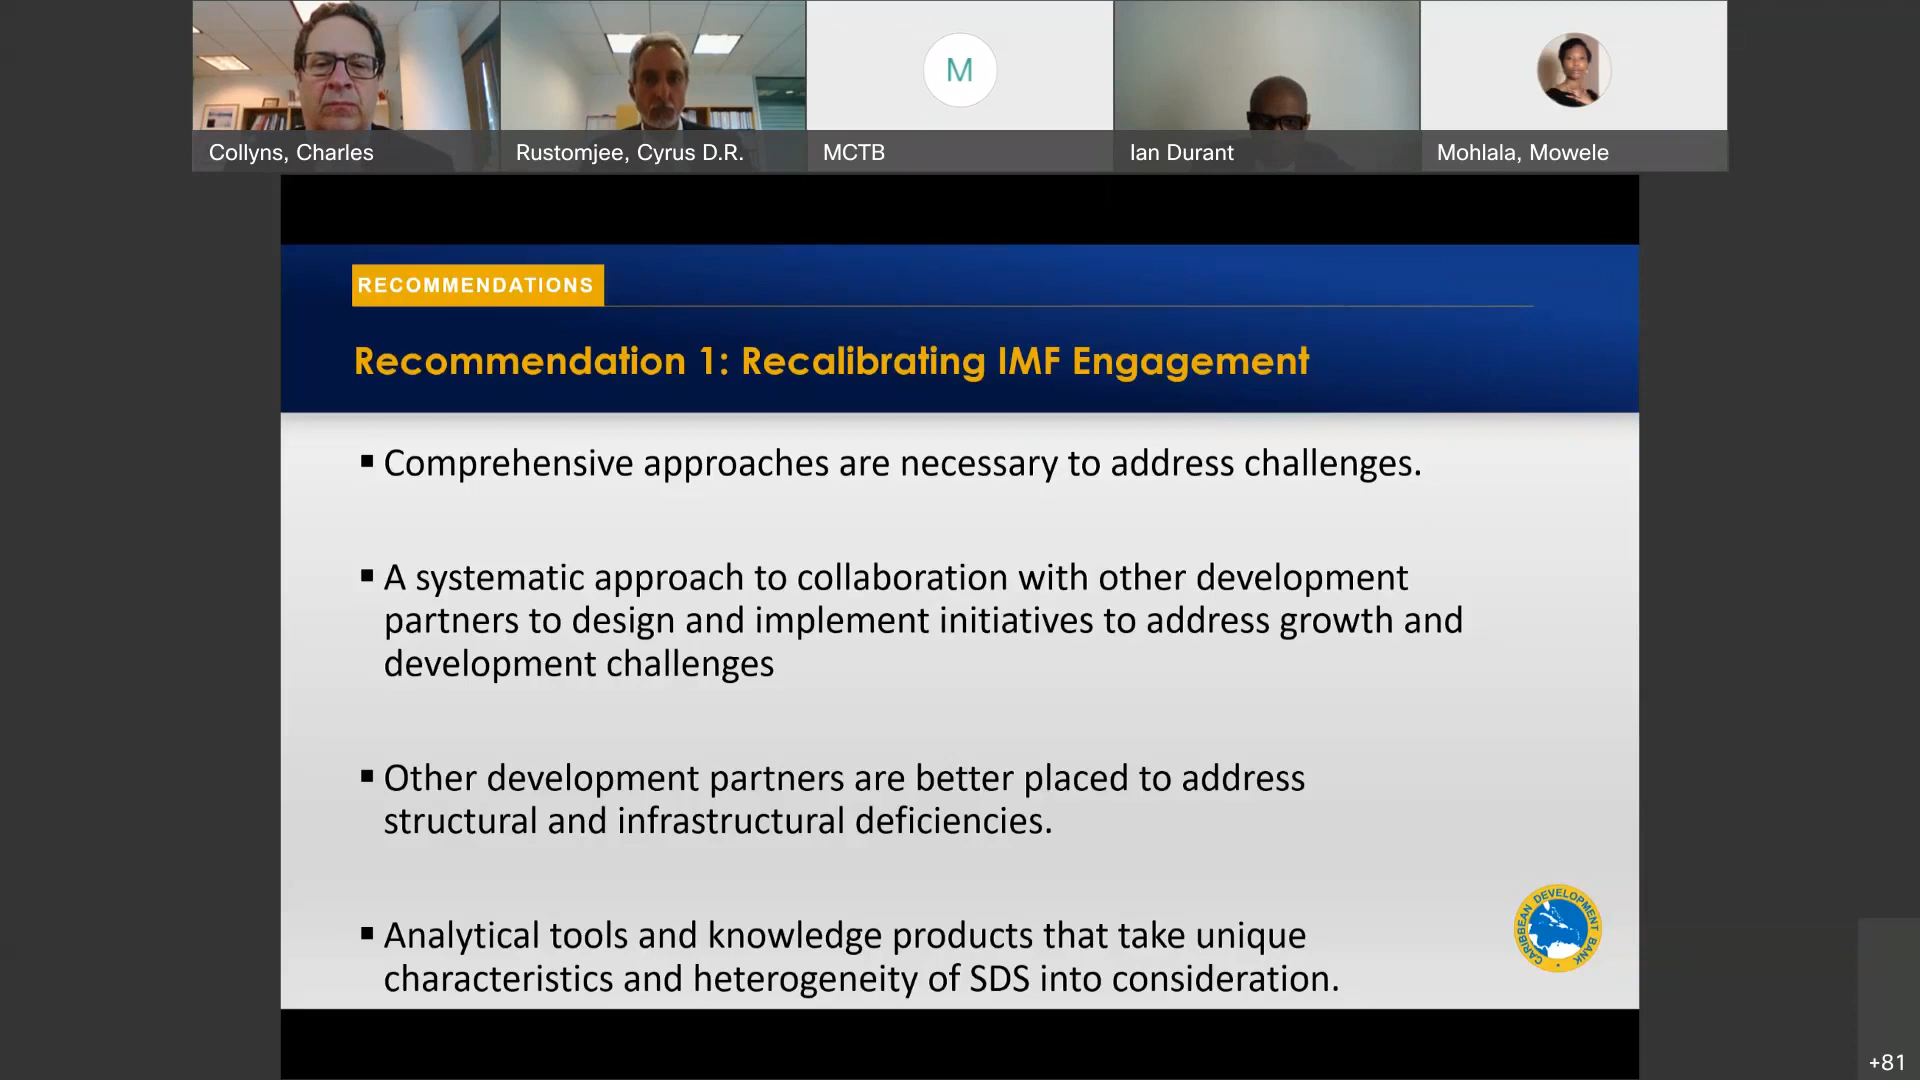 Collyns, Charles
Rustomjee, Cyrus D.R.
M
MCTB
Ian Durant
Mohlala, Mowele
RECOMMENDATIONS
Recommendation 1: Recalibrating IMF Engagement
▪ Comprehensive approaches are necessary to address challenges.
▪ A systematic approach to collaboration with other development
partners to design and implement initiatives to address growth and
development challenges
▪ Other development partners are better placed to address
structural and infrastructural deficiencies.
▪ Analytical tools and knowledge products that take unique
characteristics and heterogeneity of SDS into consideration.
CARIBBEAN DEVELOPMENT BANK
+81